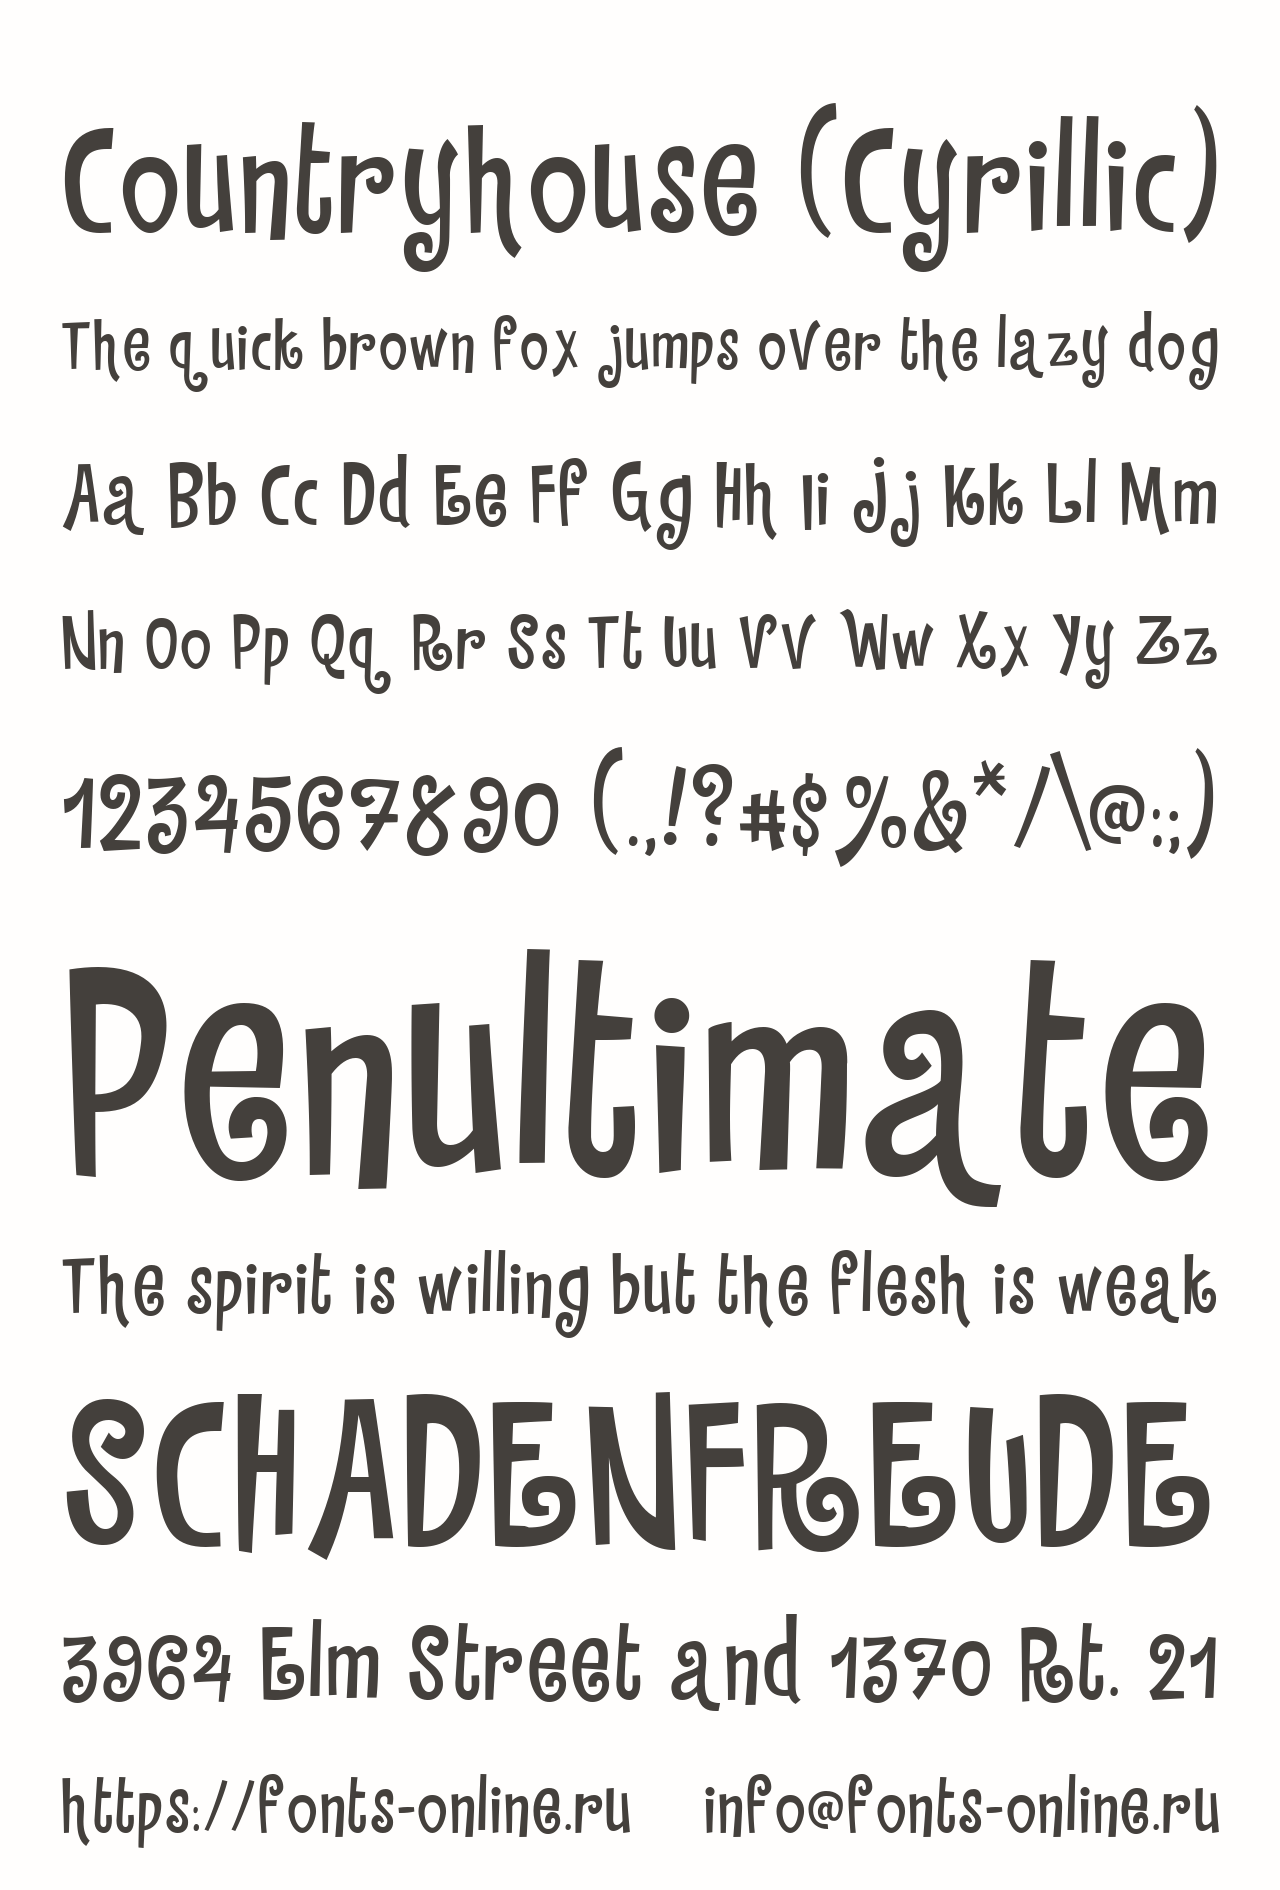 Countryhouse (Cyrillic)
The quick brown fox jumps over the lazy dog
Aa Bb Cc Dd Ee Ff Gg Hh Ii Jj Kk Ll Mm
Nn Oo Pp Qq Rr Ss Tt Uu Vv Ww Xx Yy Zz
1234567890 (.,!?#$%&*/\@:;)
Penultimate
The spirit is willing but the flesh is weak
SCHADENFREUDE
3964 Elm Street and 1370 Rt. 21
https://fonts-online.ru info@fonts-online.ru